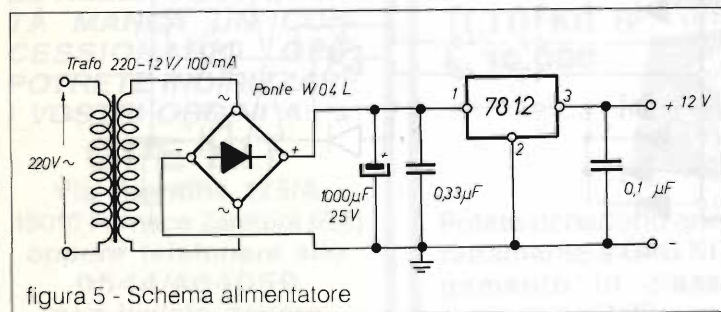 Trafo 220-12V/100 mA
Ponte W04L
220V~
~
-
+
~
+
1000µF
25V
0,33µF
1
7812
3
2
0,1 µF
+ 12 V
-
figura 5 - Schema alimentatore